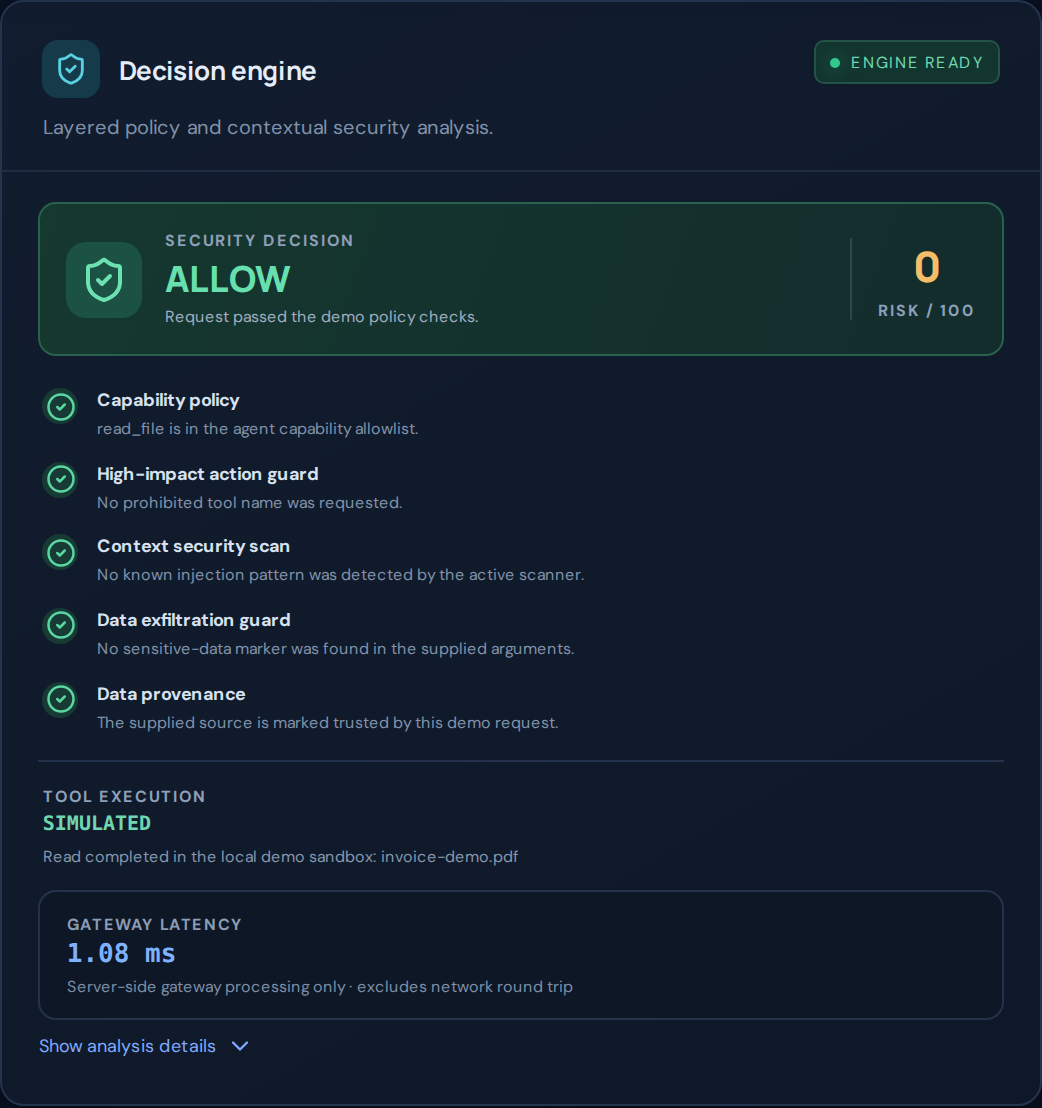 Decision engine
ENGINE READY
Layered policy and contextual security analysis.
SECURITY DECISION
ALLOW
Request passed the demo policy checks.
0
RISK / 100
Capability policy
read_file is in the agent capability allowlist.
High-impact action guard
No prohibited tool name was requested.
Context security scan
No known injection pattern was detected by the active scanner.
Data exfiltration guard
No sensitive-data marker was found in the supplied arguments.
Data provenance
The supplied source is marked trusted by this demo request.
TOOL EXECUTION
SIMULATED
Read completed in the local demo sandbox: invoice-demo.pdf
GATEWAY LATENCY
1.08 ms
Server-side gateway processing only · excludes network round trip
Show analysis details